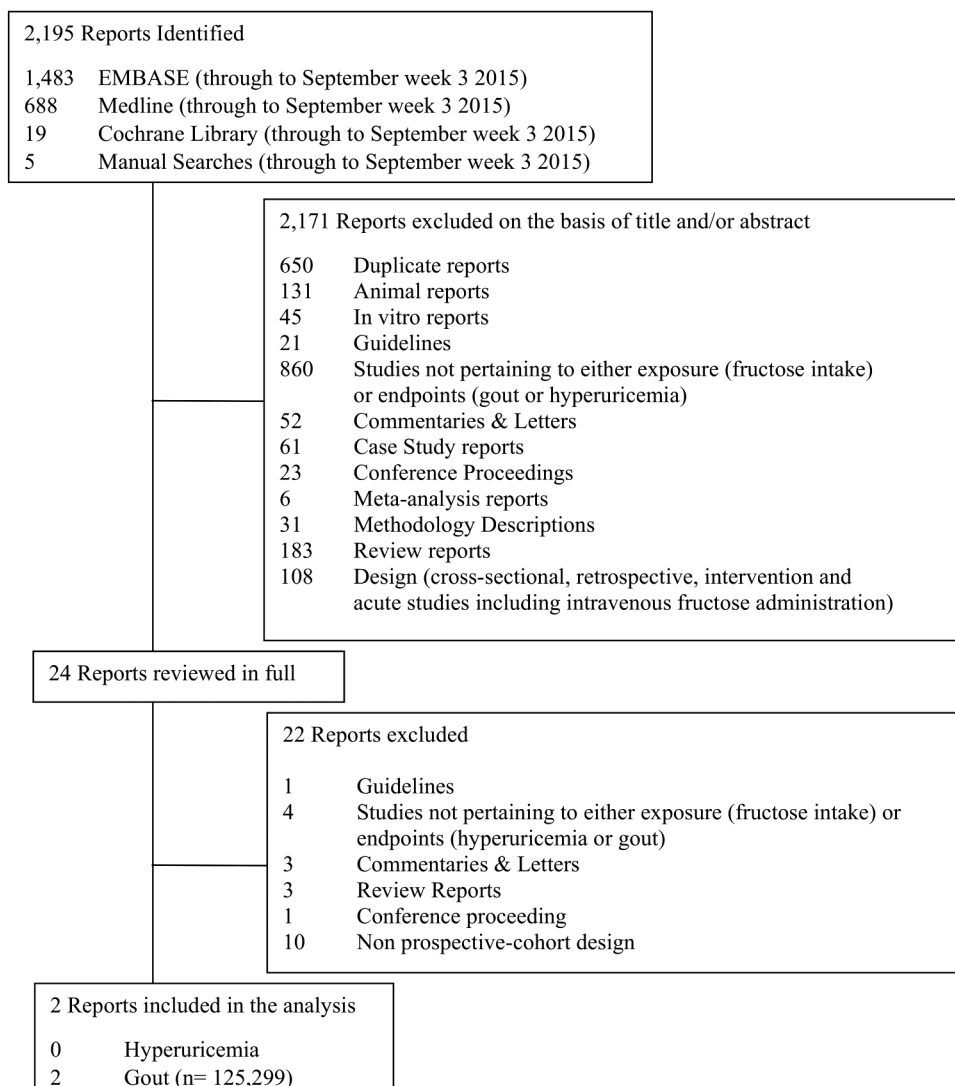 2,195 Reports Identified
1,483 EMBASE (through to September week 3 2015)
688 Medline (through to September week 3 2015)
19 Cochrane Library (through to September week 3 2015)
5 Manual Searches (through to September week 3 2015)
2,171 Reports excluded on the basis of title and/or abstract
650 Duplicate reports
131 Animal reports
45 In vitro reports
21 Guidelines
860 Studies not pertaining to either exposure (fructose intake)
or endpoints (gout or hyperuricemia)
52 Commentaries & Letters
61 Case Study reports
23 Conference Proceedings
6 Meta-analysis reports
31 Methodology Descriptions
183 Review reports
108 Design (cross-sectional, retrospective, intervention and
acute studies including intravenous fructose administration)
24 Reports reviewed in full
22 Reports excluded
1 Guidelines
4 Studies not pertaining to either exposure (fructose intake) or
endpoints (hyperuricemia or gout)
3 Commentaries & Letters
3 Review Reports
1 Conference proceeding
10 Non prospective-cohort design
2 Reports included in the analysis
0 Hyperuricemia
2 Gout (n= 125,299)